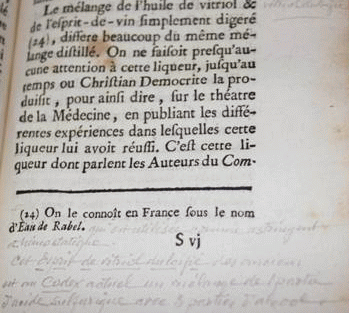 Le mélange de l'huile de vitriol &
de l'esprit-de-vin simplement digéré
(24), differe beaucoup du même mé-
lange distillé. On ne faisoit presqu'au-
cune attention à cette liqueur, jusqu'au
temps ou Christian Democrite la pro-
duisit, pour ainsi dire, sur le théatre
de la Médecine, en publiant les diffé-
rentes expériences dans lesquelles cette
liqueur lui avoit réussi. C'est cette li-
queur dont parlent les Auteurs du Com-
(24) On le connoît en France sous le nom
d'Eau de Rabel. qui est utilisée comme astringent
& hémostatique.
S vj
Cet Esprit de vitriol dulcifié des anciens
est au Codex actuel un mélange de 1 partie
d'acide sulfurique avec 3 parties d'alcool